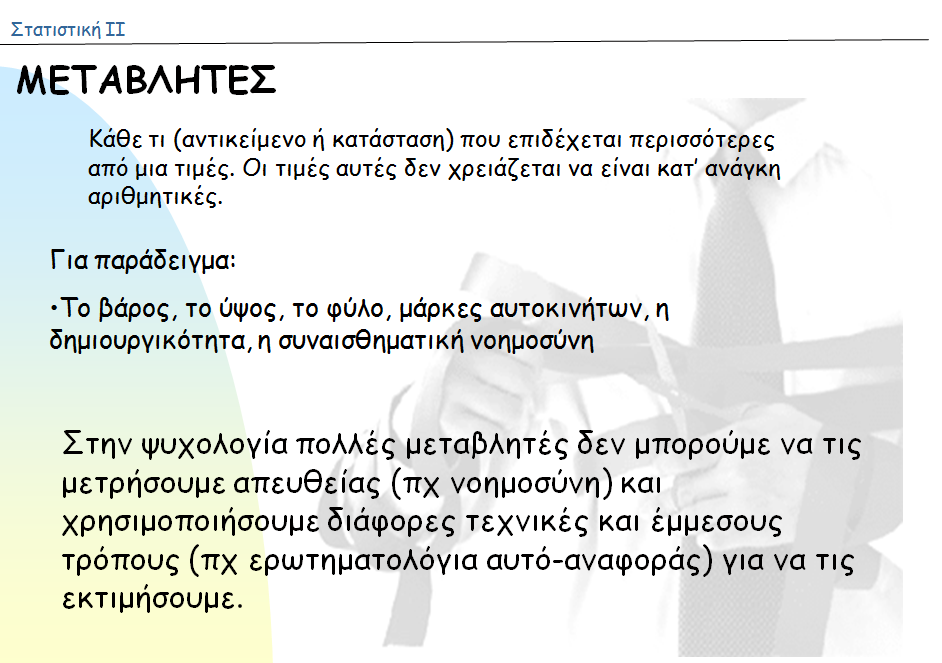 Στατιστική ΙΙ
ΜΕΤΑΒΛΗΤΕΣ
Κάθε τι (αντικείμενο ή κατάσταση) που επιδέχεται περισσότερες
από μια τιμές. Οι τιμές αυτές δεν χρειάζεται να είναι κατ’ ανάγκη
αριθμητικές.
Για παράδειγμα:
•Το βάρος, το ύψος, το φύλο, μάρκες αυτοκινήτων, η
δημιουργικότητα, η συναισθηματική νοημοσύνη
Στην ψυχολογία πολλές μεταβλητές δεν μπορούμε να τις
μετρήσουμε απευθείας (πχ νοημοσύνη) και
χρησιμοποιήσουμε διάφορες τεχνικές και έμμεσους
τρόπους (πχ ερωτηματολόγια αυτό-αναφοράς) για να τις
εκτιμήσουμε.